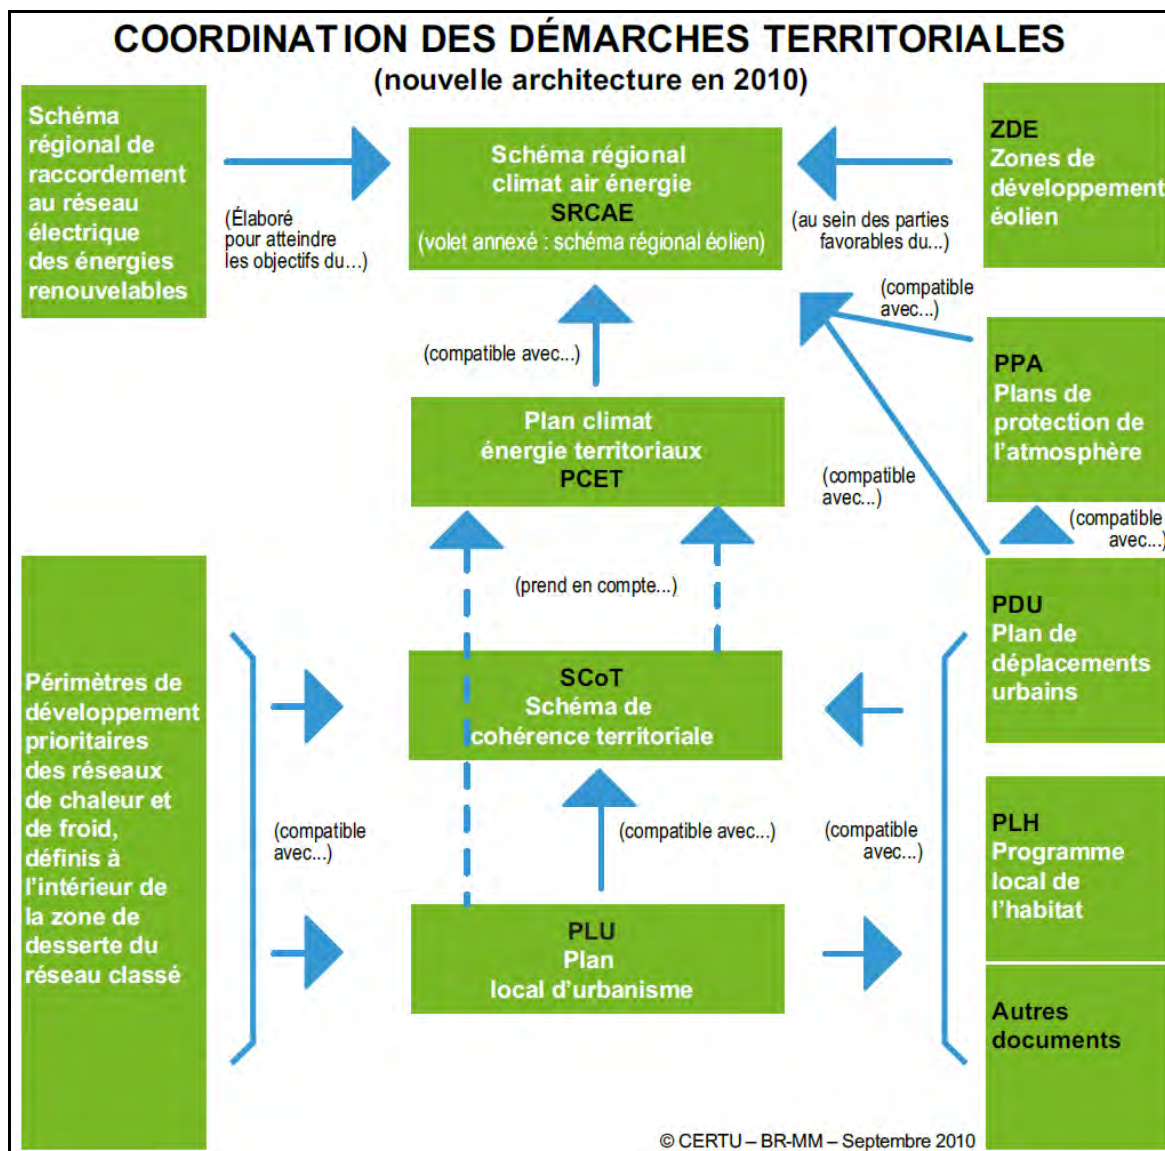 COORDINATION DES DÉMARCHES TERRITORIALES
(nouvelle architecture en 2010)
Schéma
régional de
raccordement
au réseau
électrique
des énergies
renouvelables
(Élaboré
pour atteindre
les objectifs du...)
Schéma régional
climat air énergie
SRCAE
(volet annexé : schéma régional éolien)
(au sein des parties
favorables du...)
ZDE
Zones de
développement
éolien
(compatible
avec...)
(compatible avec...)
PPA
Plans de
protection de
l'atmosphère
Plan climat
énergie territoriaux
PCET
(compatible
avec...)
(compatible
avec...)
(prend en compte...)
PDU
Plan de
déplacements
urbains
Périmètres de
développement
prioritaires
des réseaux
de chaleur et
de froid,
définis à
l'intérieur de
la zone de
desserte du
réseau classé
SCoT
Schéma de
cohérence territoriale
(compatible
avec...)
(compatible avec...)
(compatible
avec...)
PLH
Programme
local de
l'habitat
PLU
Plan
local d'urbanisme
Autres
documents
© CERTU – BR-MM – Septembre 2010